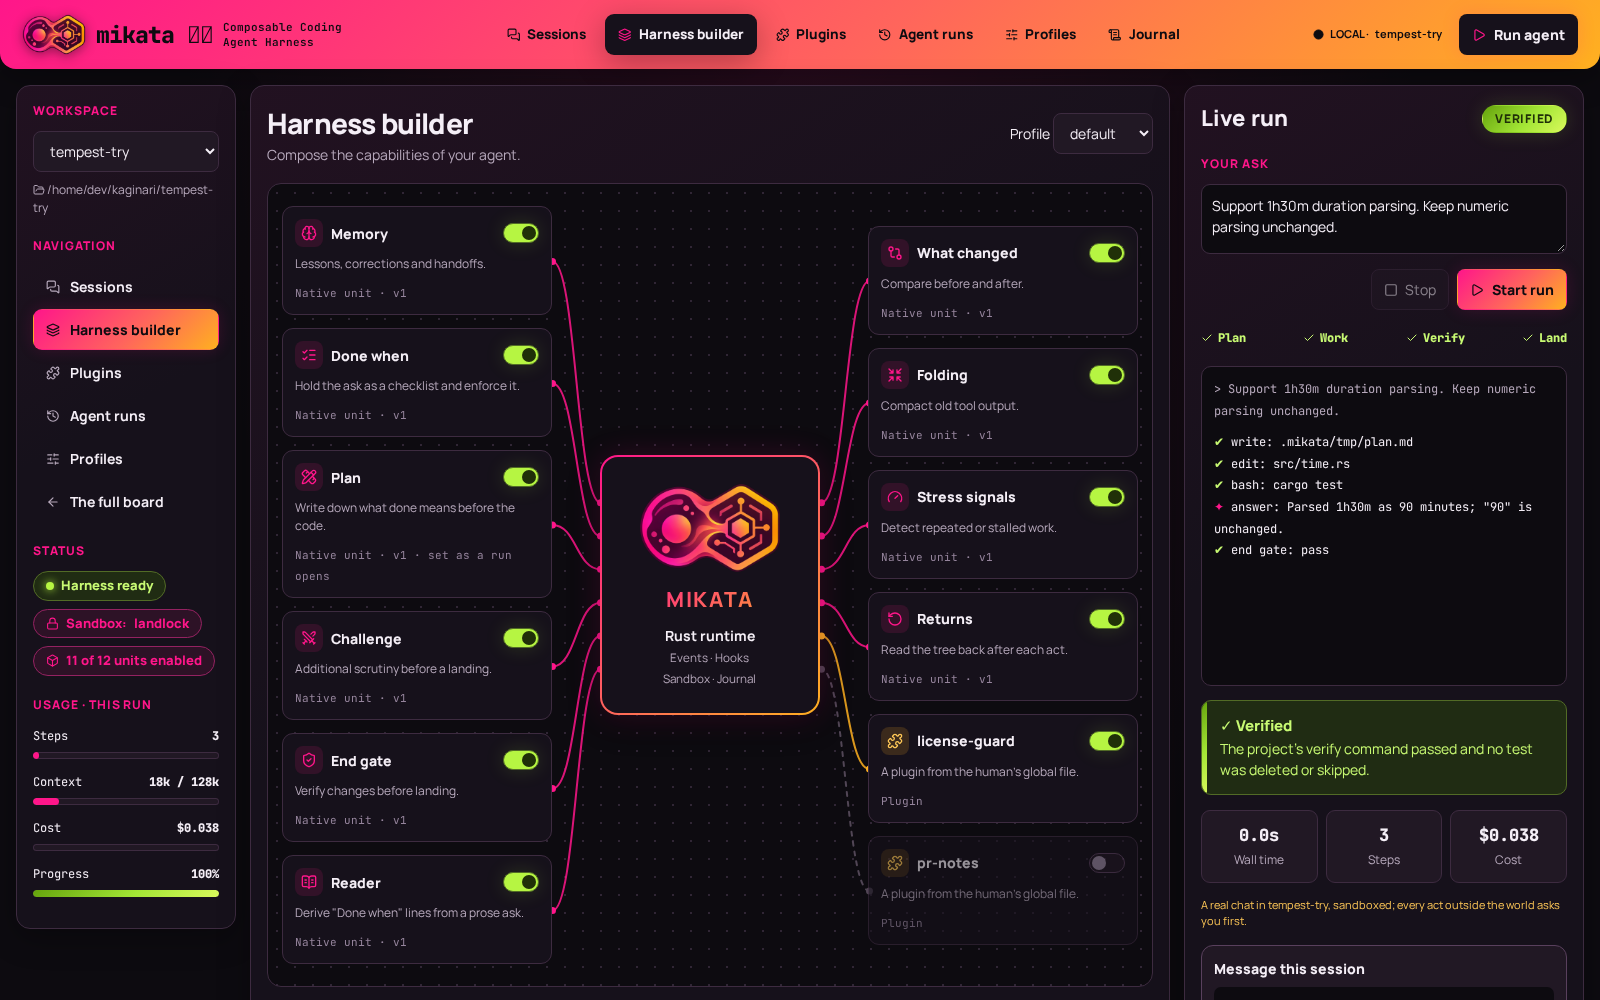 mikata
Composable Coding
Agent Harness
Sessions
Harness builder
Plugins
Agent runs
Profiles
Journal
LOCAL · tempest-try
Run agent
WORKSPACE
tempest-try
/home/dev/kaginari/tempest-
try
NAVIGATION
Sessions
Harness builder
Plugins
Agent runs
Profiles
The full board
STATUS
Harness ready
Sandbox: landlock
11 of 12 units enabled
USAGE · THIS RUN
Steps 3
Context 18k / 128k
Cost $0.038
Progress 100%
Harness builder
Compose the capabilities of your agent.
Profile default
Memory
Lessons, corrections and handoffs.
Native unit · v1
Done when
Hold the ask as a checklist and enforce it.
Native unit · v1
Plan
Write down what done means before the
code.
Native unit · v1 · set as a run
opens
Challenge
Additional scrutiny before a landing.
Native unit · v1
End gate
Verify changes before landing.
Native unit · v1
Reader
Derive "Done when" lines from a prose ask.
Native unit · v1
MIKATA
Rust runtime
Events · Hooks
Sandbox · Journal
What changed
Compare before and after.
Native unit · v1
Folding
Compact old tool output.
Native unit · v1
Stress signals
Detect repeated or stalled work.
Native unit · v1
Returns
Read the tree back after each act.
Native unit · v1
license-guard
A plugin from the human's global file.
Plugin
pr-notes
A plugin from the human's global file.
Plugin
Live run
VERIFIED
YOUR ASK
Support 1h30m duration parsing. Keep numeric
parsing unchanged.
Stop
Start run
✓ Plan ✓ Work ✓ Verify ✓ Land
> Support 1h30m duration parsing. Keep numeric
parsing unchanged.
✔ write: .mikata/tmp/plan.md
✔ edit: src/time.rs
✔ bash: cargo test
✦ answer: Parsed 1h30m as 90 minutes; "90" is
unchanged.
✔ end gate: pass
✓ Verified
The project's verify command passed and no test
was deleted or skipped.
0.0s
Wall time
3
Steps
$0.038
Cost
A real chat in tempest-try, sandboxed; every act outside the world asks
you first.
Message this session